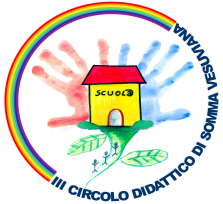 SCUOLA
III CIRCOLO DIDATTICO DI SOMMA VESUVIANA